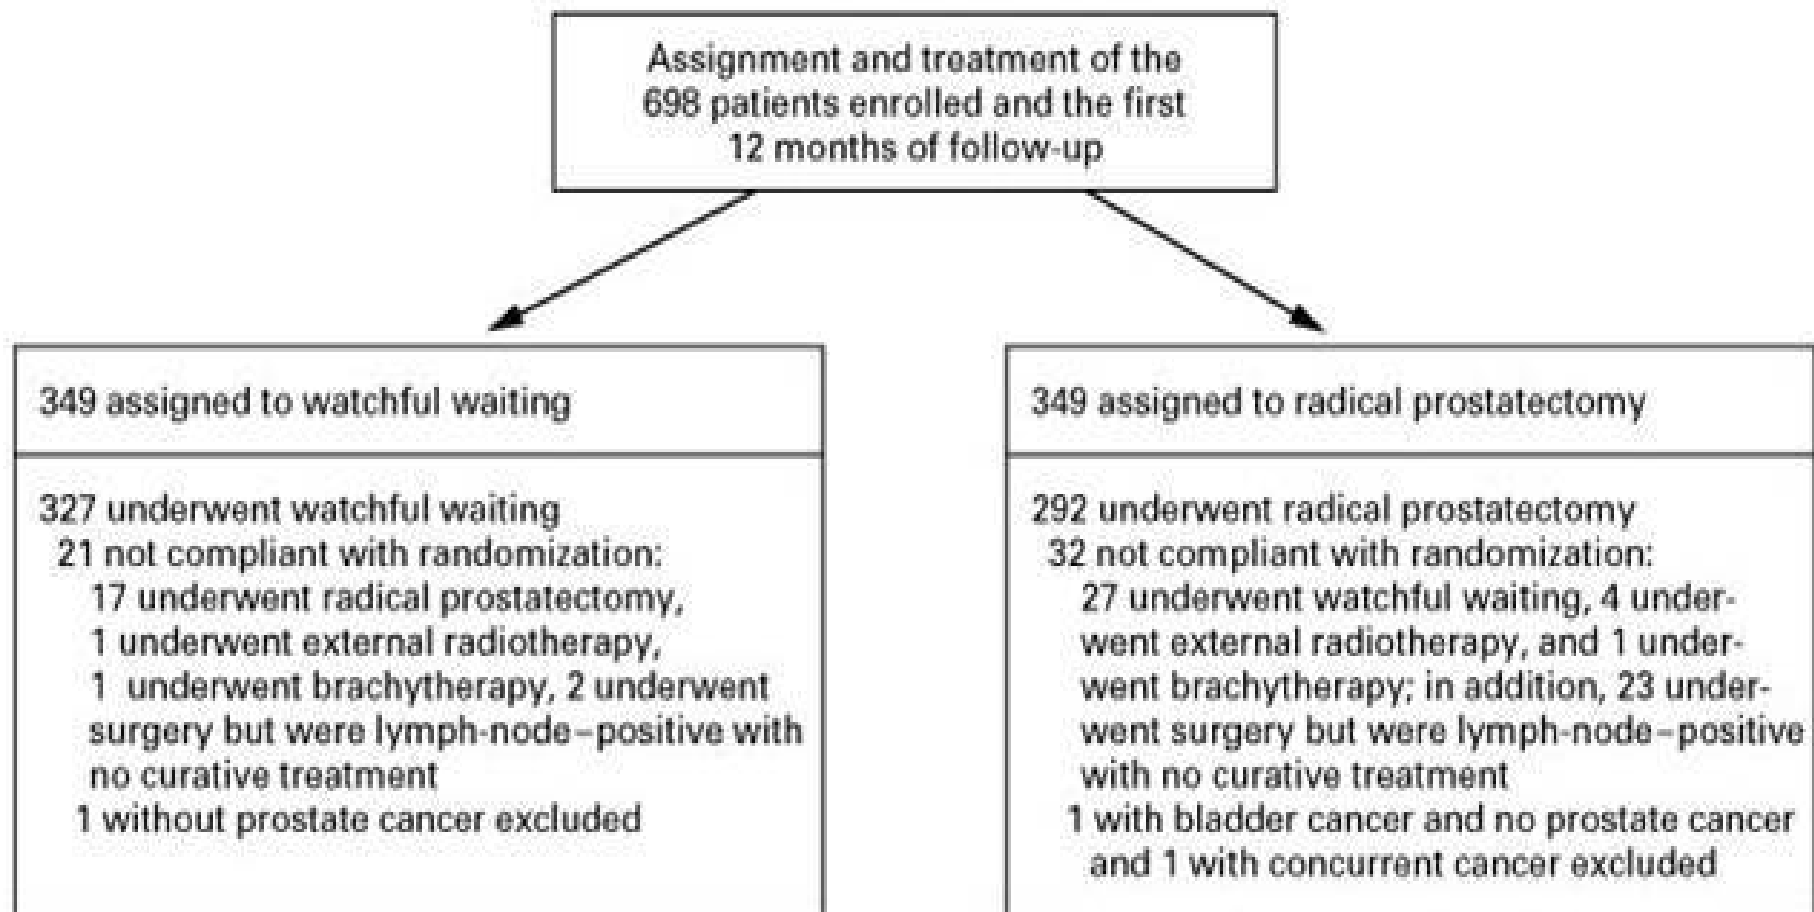 Assignment and treatment of the
698 patients enrolled and the first
12 months of follow-up
349 assigned to watchful waiting
327 underwent watchful waiting
21 not compliant with randomization:
17 underwent radical prostatectomy,
1 underwent external radiotherapy,
1 underwent brachytherapy, 2 underwent
surgery but were lymph-node–positive with
no curative treatment
1 without prostate cancer excluded
349 assigned to radical prostatectomy
292 underwent radical prostatectomy
32 not compliant with randomization:
27 underwent watchful waiting, 4 under-
went external radiotherapy, and 1 under-
went brachytherapy; in addition, 23 under-
went surgery but were lymph-node–positive
with no curative treatment
1 with bladder cancer and no prostate cancer
and 1 with concurrent cancer excluded